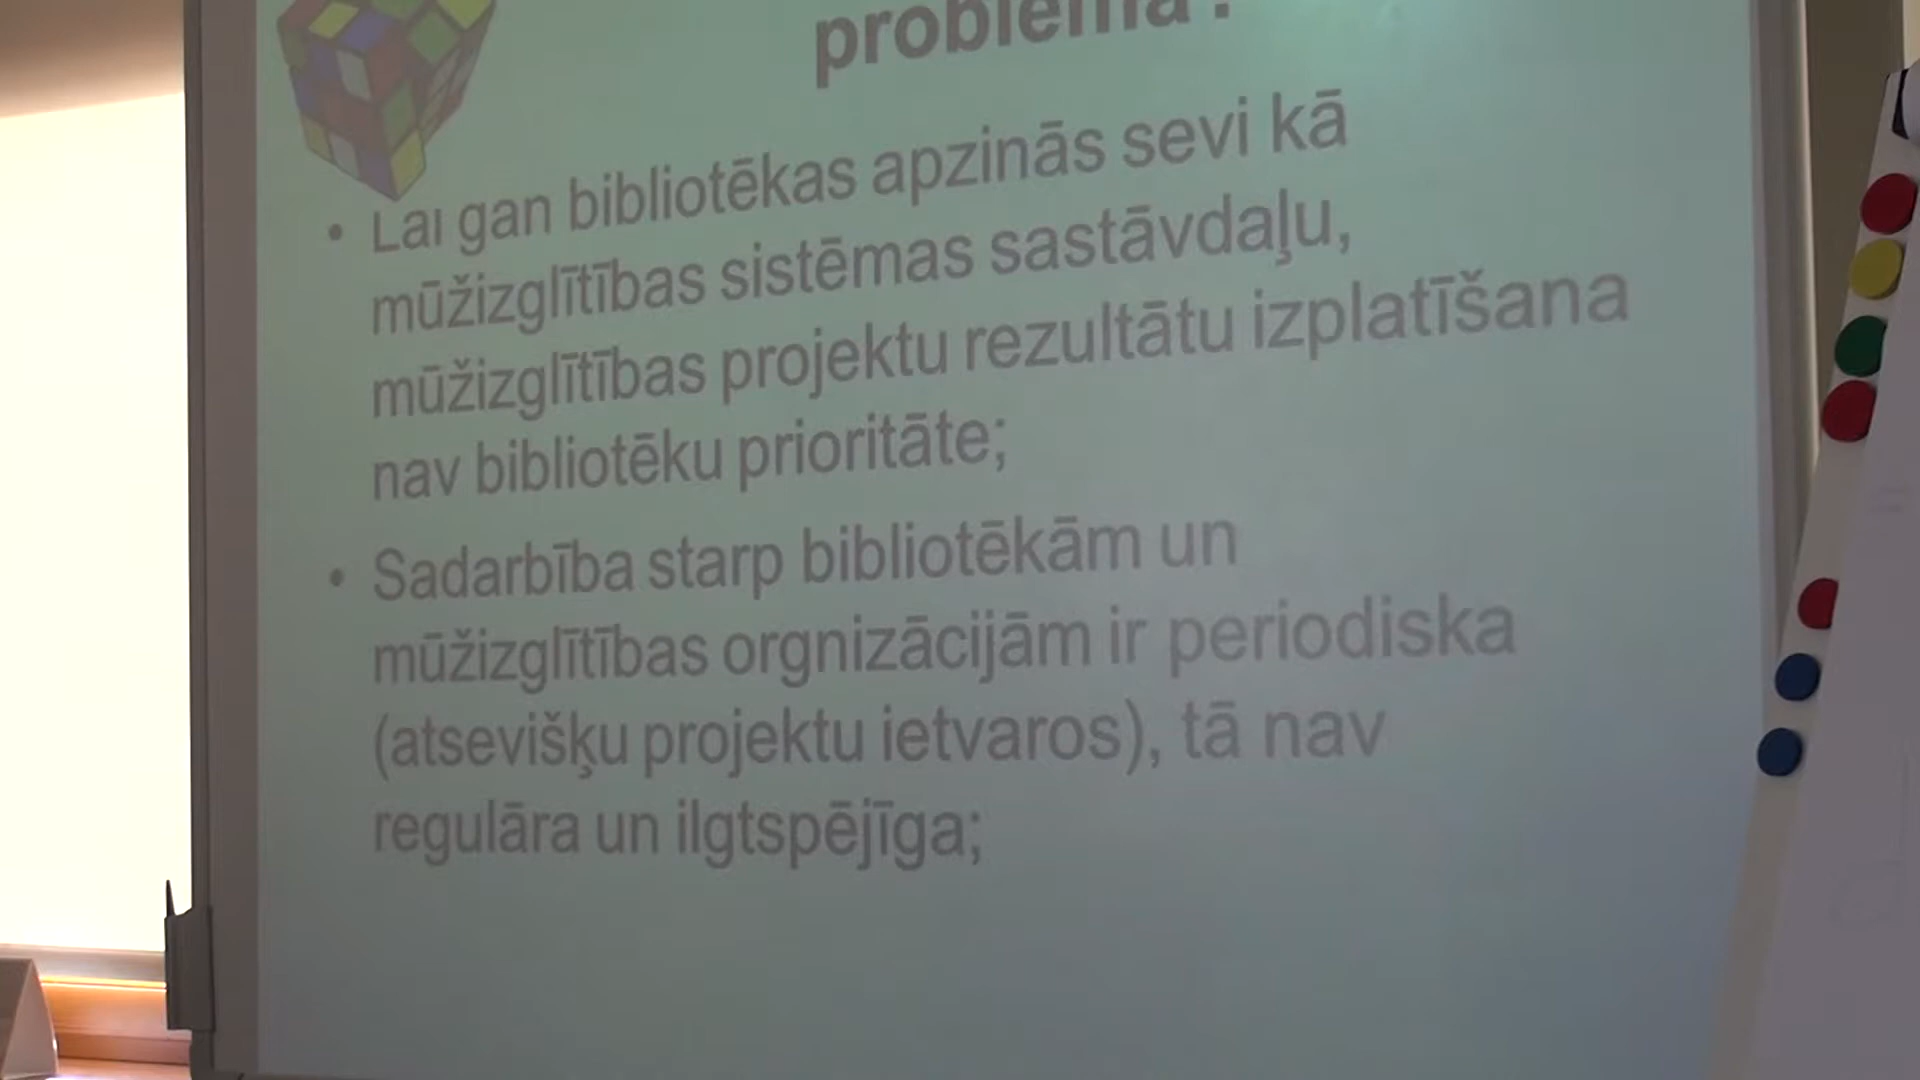 problēma?
• Lai gan bibliotēkas apzinās sevi kā
mūžizglītības sistēmas sastāvdaļu,
mūžizglītības projektu rezultātu izplatīšana
nav bibliotēku prioritāte;
• Sadarbība starp bibliotēkām un
mūžizglītības orgnizācijām ir periodiska
(atsevišķu projektu ietvaros), tā nav
regulāra un ilgtspējīga;